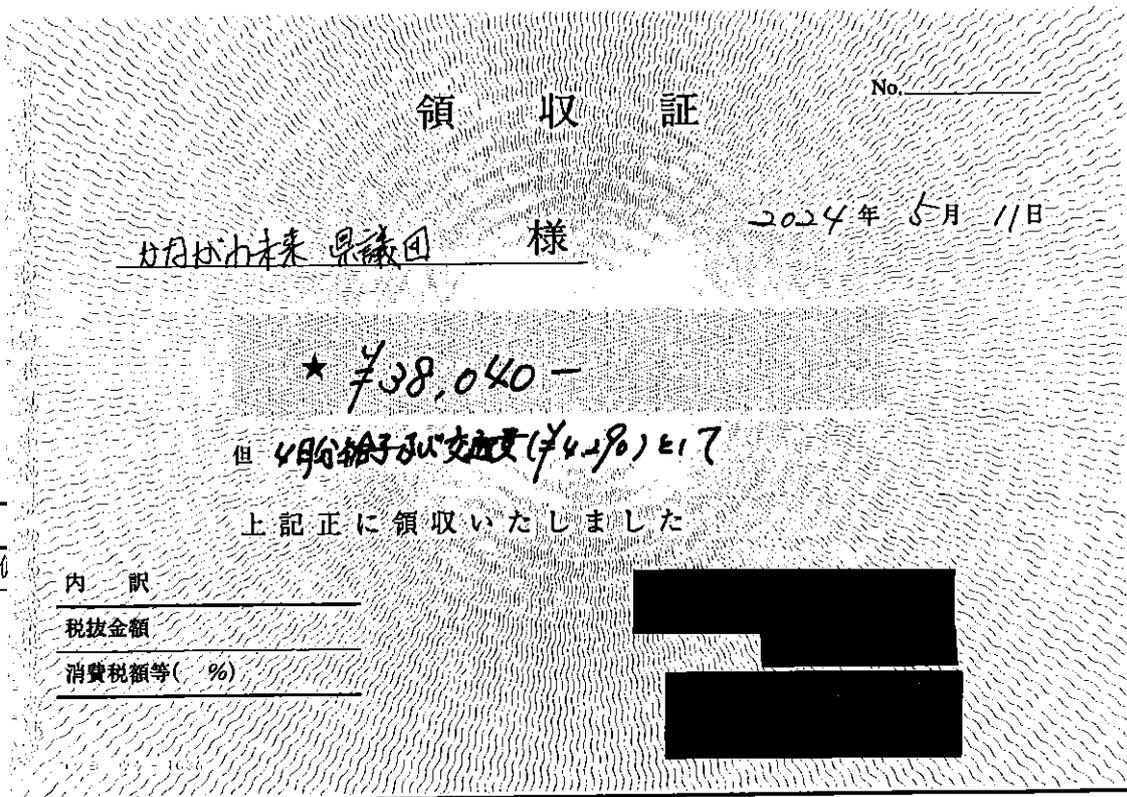 No.
領収証
2024年 5月 11日
かながわ未来 県議団 様
★ ¥38,040-
但 4月分給予及び交通費(¥4,290)として
上記正に領収いたしました
内 訳
税抜金額
消費税額等( %)